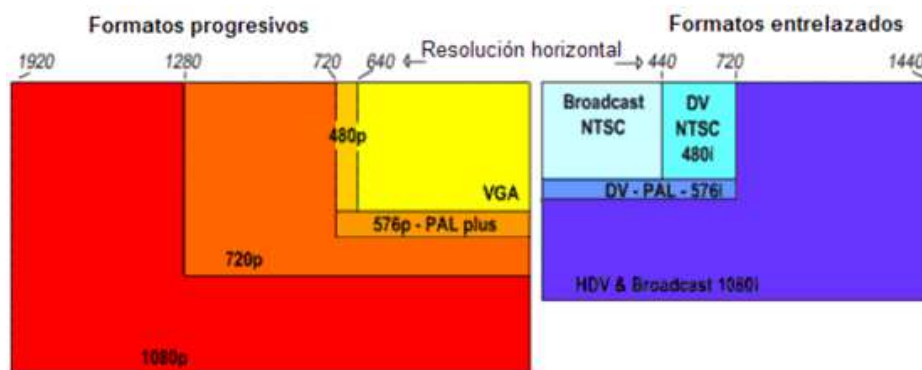 Formatos progresivos
Formatos entrelazados
Resolución horizontal
1920 1280 720 640
440 720 1440
480p
VGA
576p - PAL plus
720p
1080p
Broadcast
NTSC
DV
NTSC
480i
DV - PAL - 576i
HDV & Broadcast 1080i